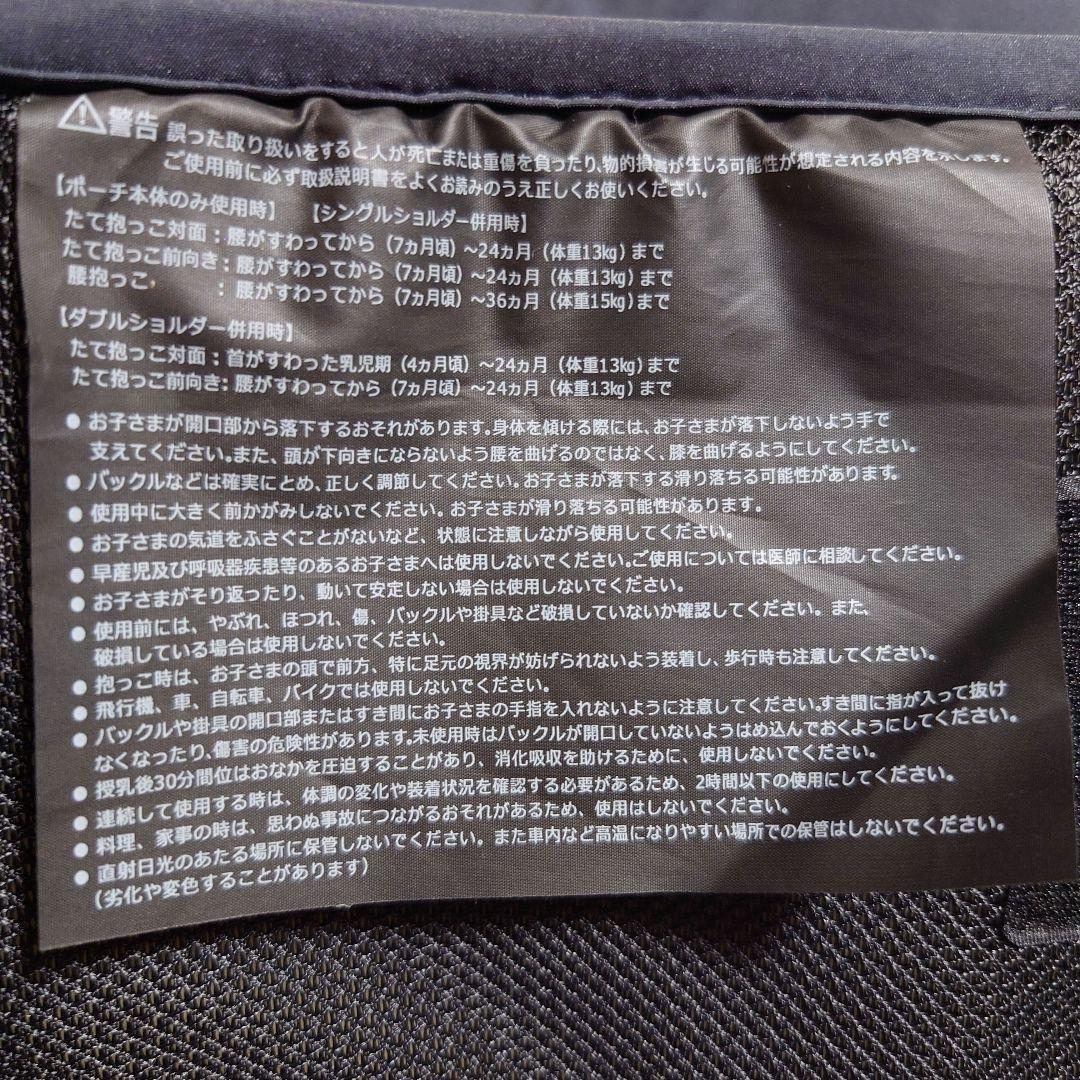 ⚠警告 誤った取り扱いをすると人が死亡または重傷を負ったり、物的損害が生じる可能性が想定される内容を示します。
ご使用前に必ず取扱説明書をよくお読みのうえ正しくお使いください。
【ポーチ本体のみ使用時】 【シングルショルダー併用時】
たて抱っこ対面：腰がすわってから（7ヵ月頃）～24ヵ月（体重13kg）まで
たて抱っこ前向き：腰がすわってから（7ヵ月頃）～24ヵ月（体重13kg）まで
腰抱っこ ：腰がすわってから（7ヵ月頃）～36ヵ月（体重15kg）まで
【ダブルショルダー併用時】
たて抱っこ対面：首がすわった乳児期（4ヵ月頃）～24ヵ月（体重13kg）まで
たて抱っこ前向き：腰がすわってから（7ヵ月頃）～24ヵ月（体重13kg）まで
● お子さまが開口部から落下するおそれがあります。身体を傾ける際には、お子さまが落下しないよう手で
支えてください。また、頭が下向きにならないよう腰を曲げるのではなく、膝を曲げるようにしてください。
● バックルなどは確実にとめ、正しく調節してください。お子さまが落下する滑り落ちる可能性があります。
● 使用中に大きく前かがみしないでください。お子さまが滑り落ちる可能性があります。
● お子さまの気道をふさぐことがないなど、状態に注意しながら使用してください。
● 早産児及び呼吸器疾患等のあるお子さまへは使用しないでください。ご使用については医師に相談してください。
● お子さまがそり返ったり、動いて安定しない場合は使用しないでください。
● 使用前には、やぶれ、ほつれ、傷、バックルや掛具など破損していないか確認してください。また、
破損している場合は使用しないでください。
● 抱っこ時は、お子さまの頭で前方、特に足元の視界が妨げられないよう装着し、歩行時も注意してください。
● 飛行機、車、自転車、バイクでは使用しないでください。
● バックルや掛具の開口部またはすき間にお子さまの手指を入れないように注意してください。すき間に指が入って抜け
なくなったり、傷害の危険性があります。未使用時はバックルが開口していないようはめ込んでおくようにしてください。
● 授乳後30分間位はおなかを圧迫することがあり、消化吸収を助けるために、使用しないでください。
● 連続して使用する時は、体調の変化や装着状況を確認する必要があるため、2時間以下の使用にしてください。
● 料理、家事の時は、思わぬ事故につながるおそれがあるため、使用はしないでください。
● 直射日光のあたる場所に保管しないでください。また車内など高温になりやすい場所での保管はしないでください。
（劣化や変色することがあります）